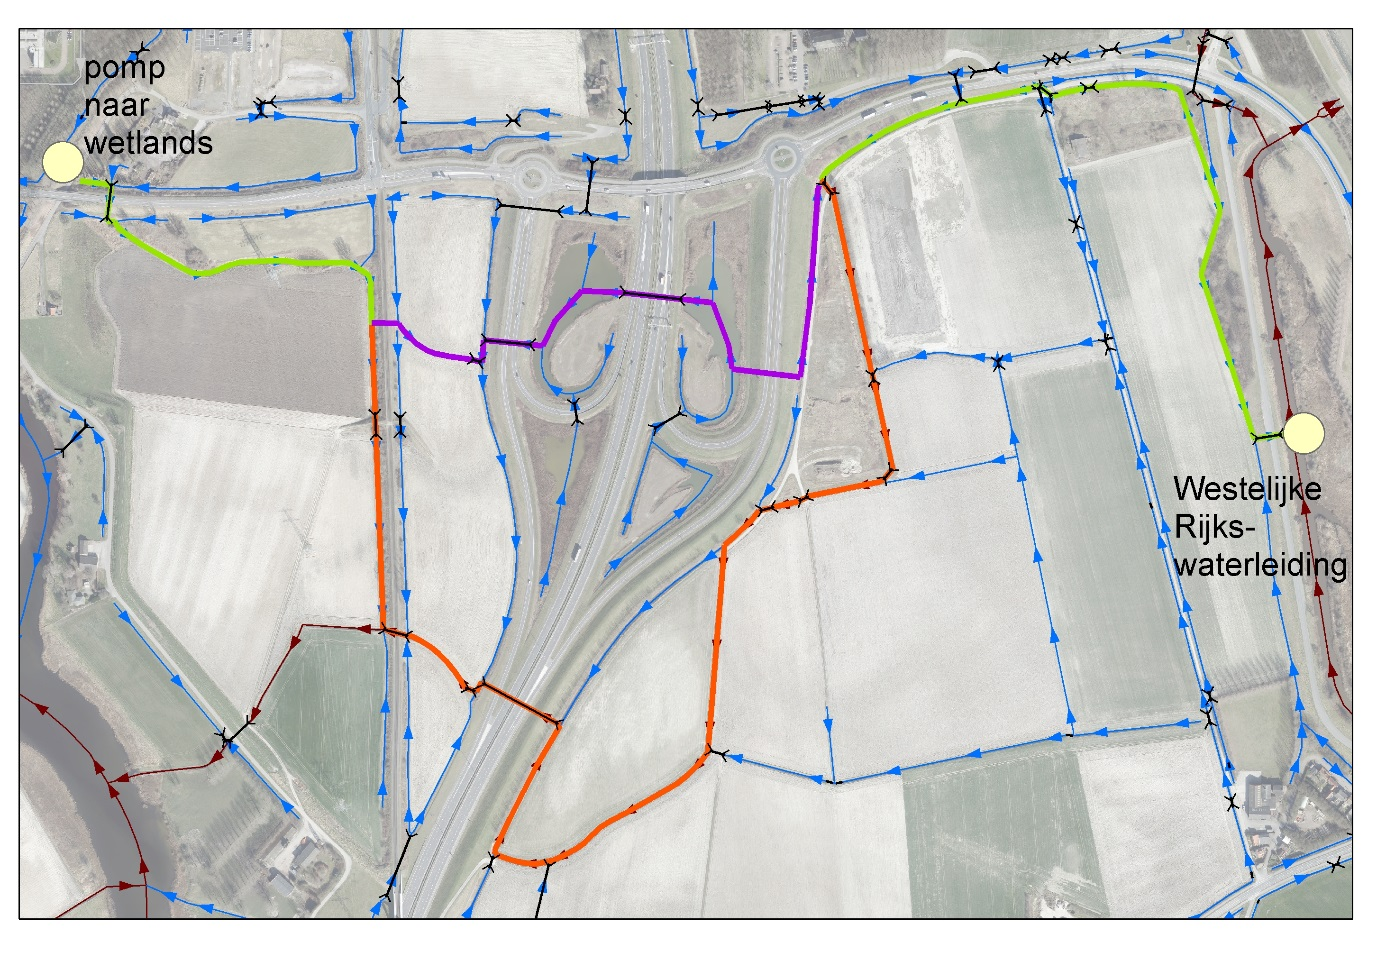 pomp
naar
wetlands
Westelijke
Rijks-
waterleiding